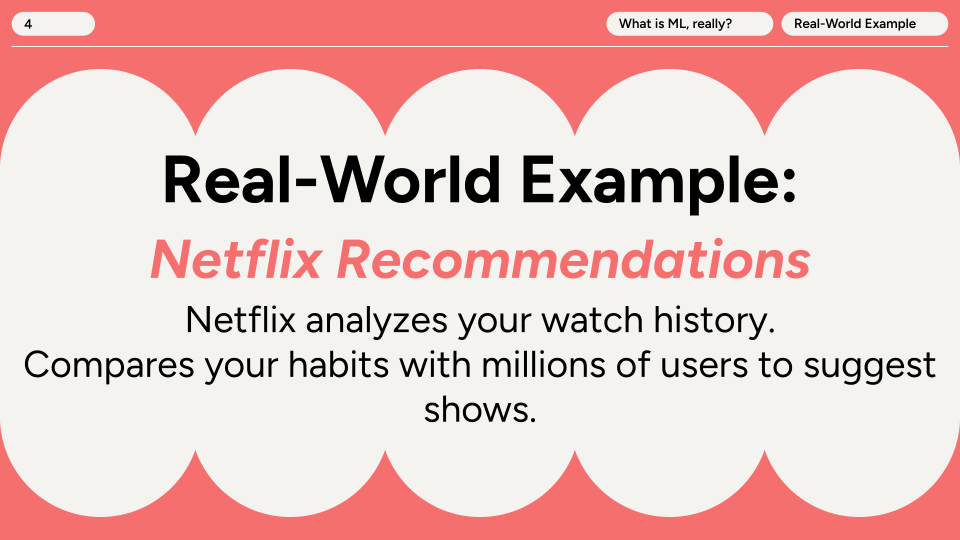 4
What is ML, really?
Real-World Example
Real-World Example:
Netflix Recommendations
Netflix analyzes your watch history.
Compares your habits with millions of users to suggest
shows.